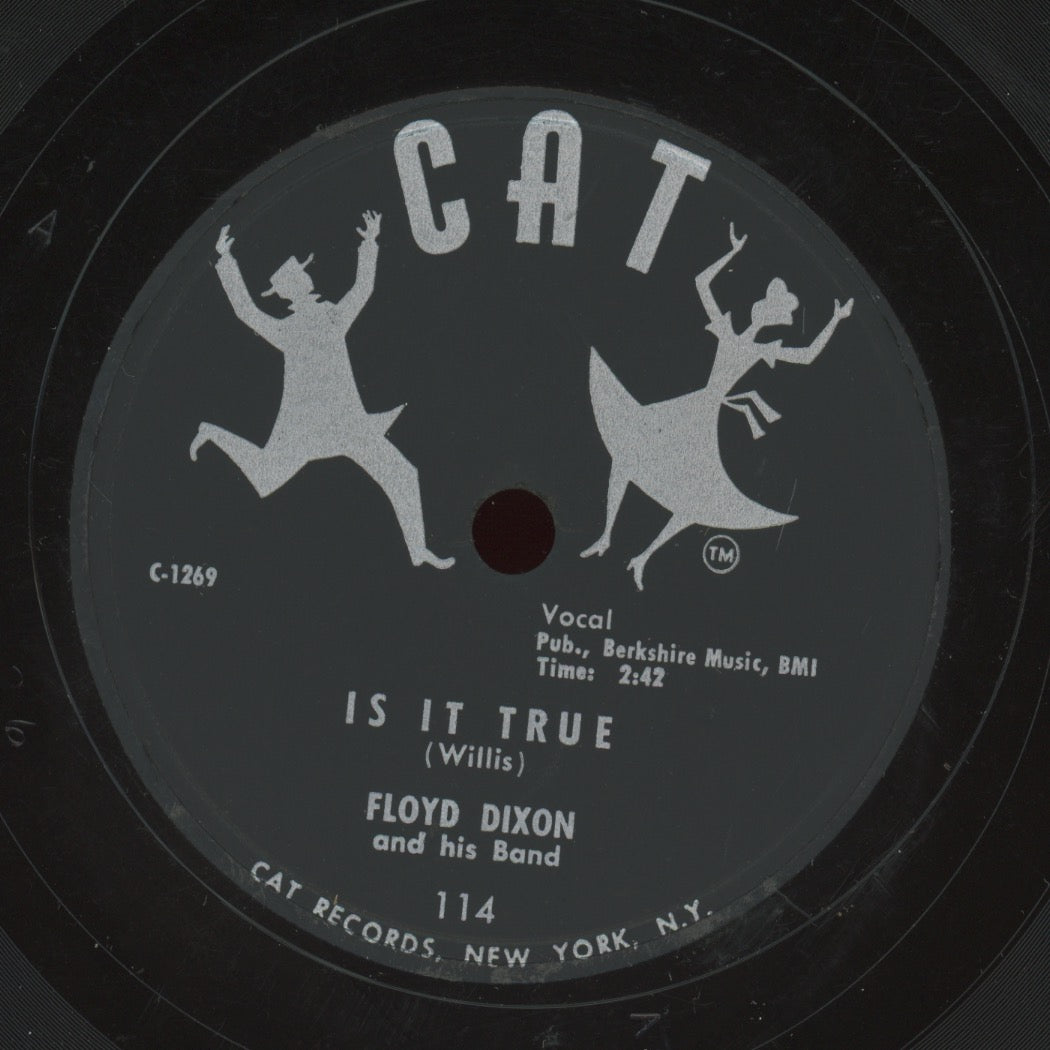 CAT
TM
C-1269
Vocal
Pub., Berkshire Music, BMI
Time: 2:42
IS IT TRUE
(Willis)
FLOYD DIXON
and his Band
114
CAT RECORDS, NEW YORK, N.Y.